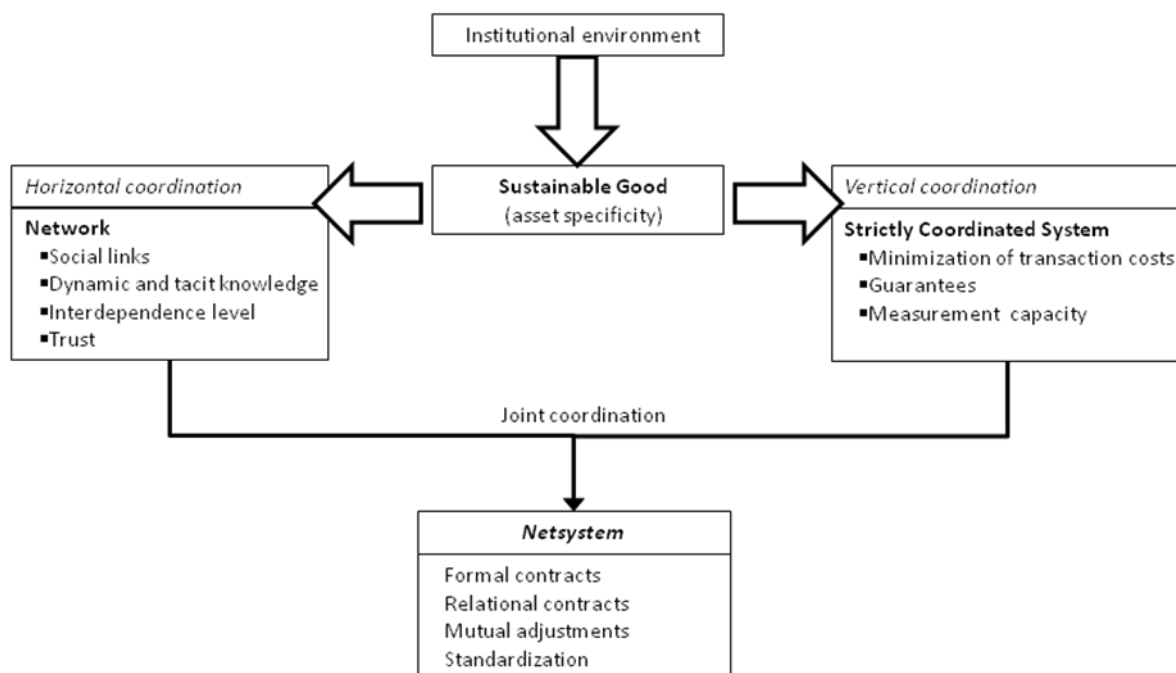 Institutional environment
Horizontal coordination
Network
▪Social links
▪Dynamic and tacit knowledge
▪Interdependence level
▪Trust
Sustainable Good
(asset specificity)
Vertical coordination
Strictly Coordinated System
▪Minimization of transaction costs
▪Guarantees
▪Measurement capacity
Joint coordination
Netsystem
Formal contracts
Relational contracts
Mutual adjustments
Standardization